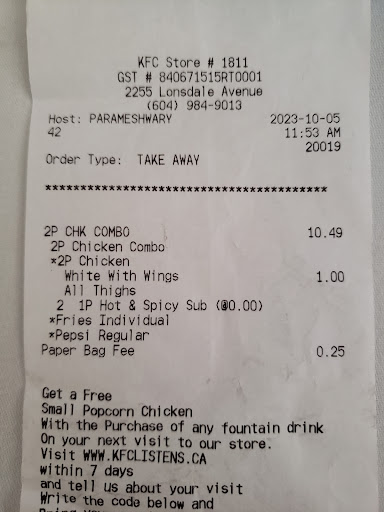 KFC Store # 1811
GST # 840671515RT0001
2255 Lonsdale Avenue
(604) 984-9013
Host: PARAMESHWARY 2023-10-05
42 11:53 AM
20019
Order Type: TAKE AWAY
****************************************
2P CHK COMBO 10.49
2P Chicken Combo
*2P Chicken
White With Wings 1.00
All Thighs
2 1P Hot & Spicy Sub (@0.00)
*Fries Individual
*Pepsi Regular
Paper Bag Fee 0.25
Get a Free
Small Popcorn Chicken
With the Purchase of any fountain drink
On your next visit to our store.
Visit WWW.KFCLISTENS.CA
within 7 days
and tell us about your visit
Write the code below and